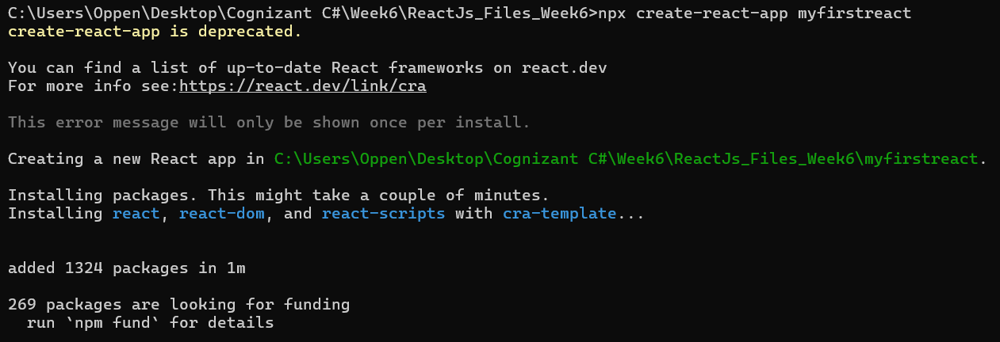 C:\Users\Oppen\Desktop\Cognizant C#\Week6\ReactJs_Files_Week6>npx create-react-app myfirstreact
create-react-app is deprecated.
You can find a list of up-to-date React frameworks on react.dev
For more info see:https://react.dev/link/cra
This error message will only be shown once per install.
Creating a new React app in C:\Users\Oppen\Desktop\Cognizant C#\Week6\ReactJs_Files_Week6\myfirstreact.
Installing packages. This might take a couple of minutes.
Installing react, react-dom, and react-scripts with cra-template...
added 1324 packages in 1m
269 packages are looking for funding
  run `npm fund` for details